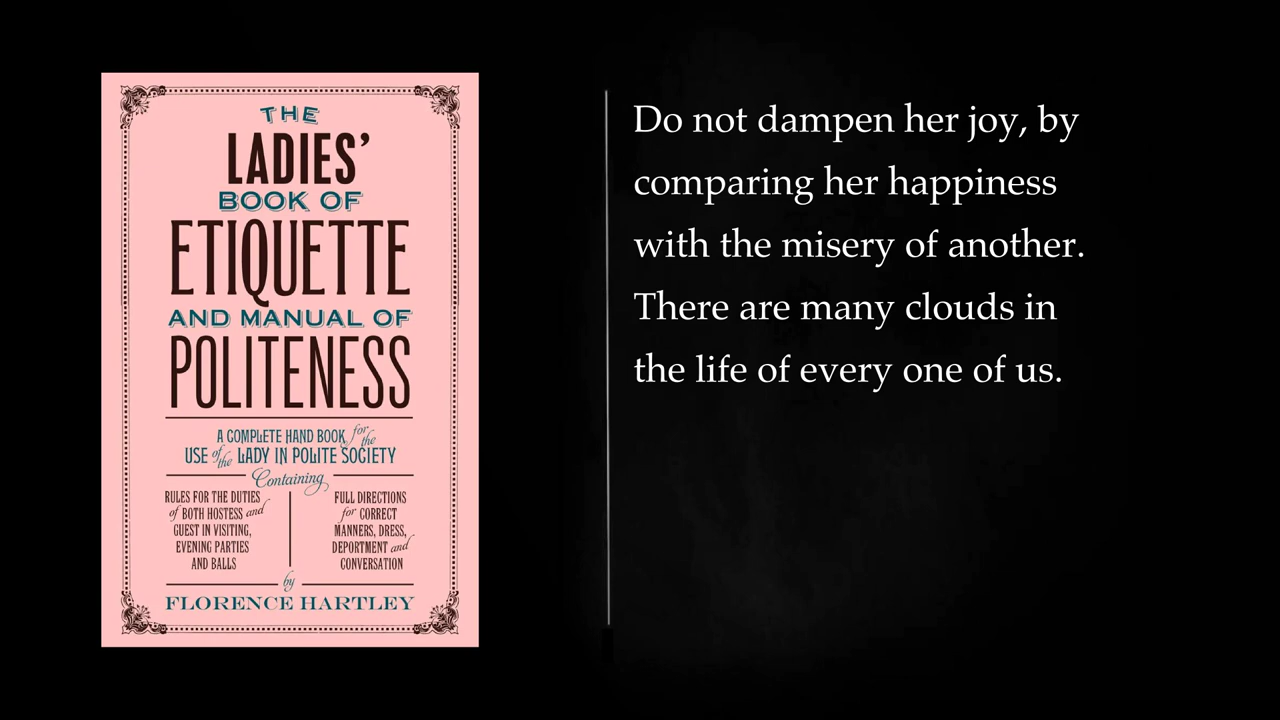 THE
LADIES'
BOOK OF
ETIQUETTE
AND MANUAL OF
POLITENESS
A COMPLETE HAND BOOK for the
USE of the LADY IN POLITE SOCIETY
Containing
RULES FOR THE DUTIES
of BOTH HOSTESS and
GUEST IN VISITING,
EVENING PARTIES
AND BALLS
FULL DIRECTIONS
for CORRECT
MANNERS, DRESS,
DEPORTMENT and
CONVERSATION
by
FLORENCE HARTLEY
Do not dampen her joy, by
comparing her happiness
with the misery of another.
There are many clouds in
the life of every one of us.